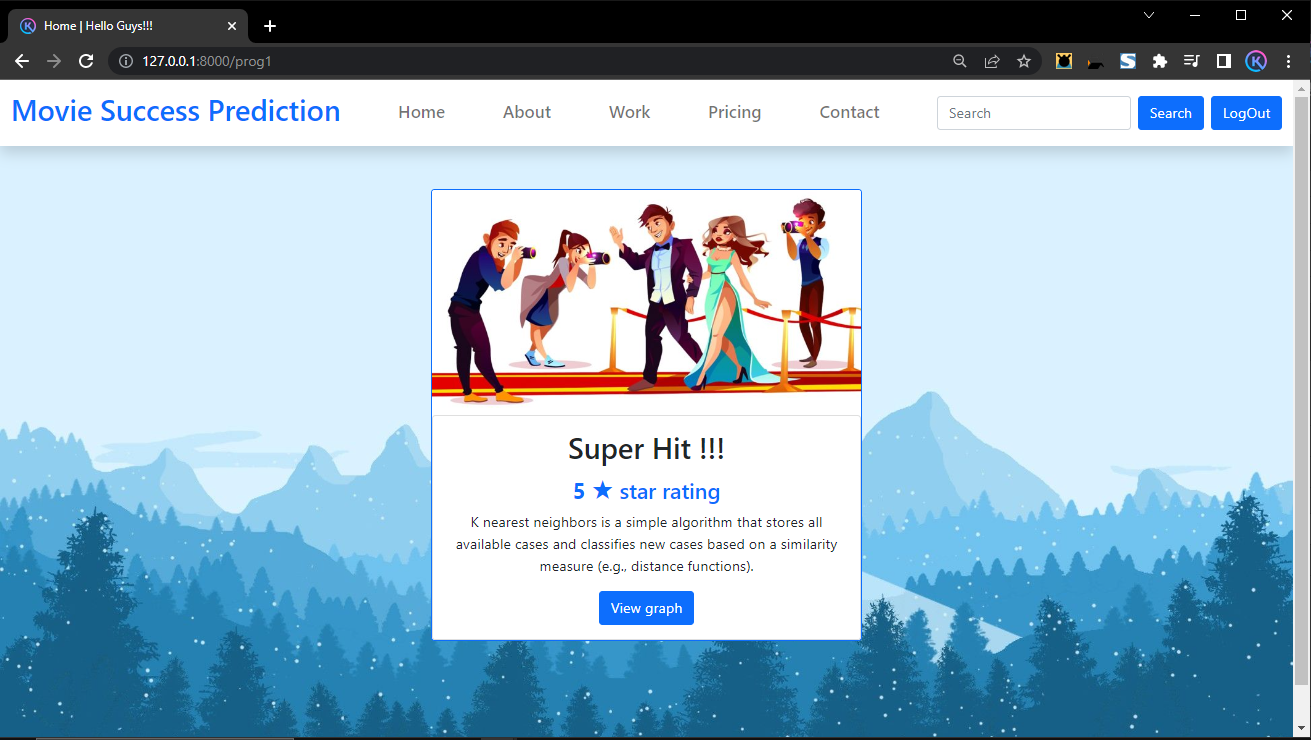 Home | Hello Guys!!!
127.0.0.1:8000/prog1
Movie Success Prediction Home About Work Pricing Contact Search Search LogOut
Super Hit !!!
5 ★ star rating
K nearest neighbors is a simple algorithm that stores all
available cases and classifies new cases based on a similarity
measure (e.g., distance functions).
View graph